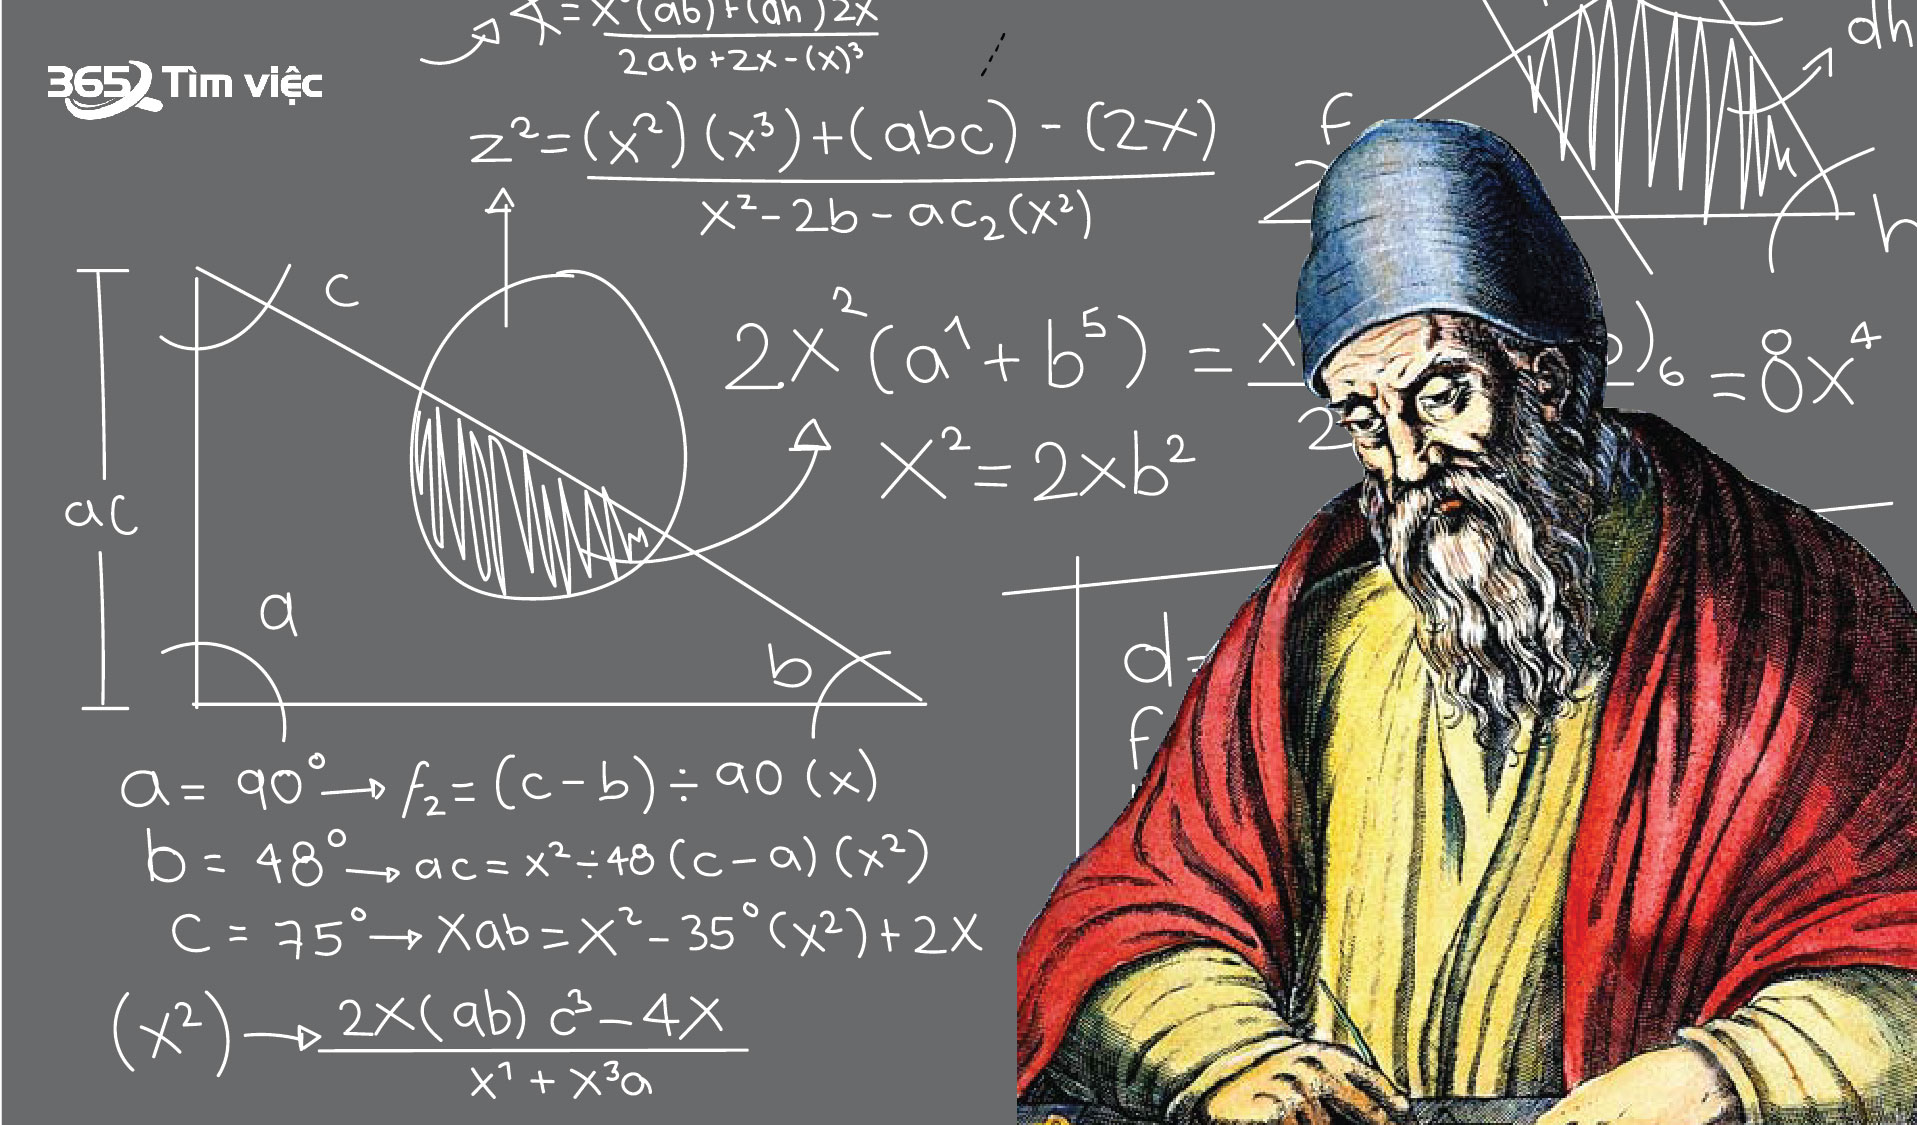 365 Tìm việc
2ab+2x-(x)³
z²=(x²)(x³)+(abc)-(2x)
x²-2b-ac₂(x²)
f
dh
h
c
2x²(a¹+b⁵)=
=8x⁴
x²=2xb²
ac
a
b
d=
f
a=90°→f₂=(c-b)÷90(x)
b=48°→ac=x²÷48(c-a)(x²)
c=75°→xab=x²-35°(x²)+2x
(x²)→2x(ab)c³-4x
x¹+x³a